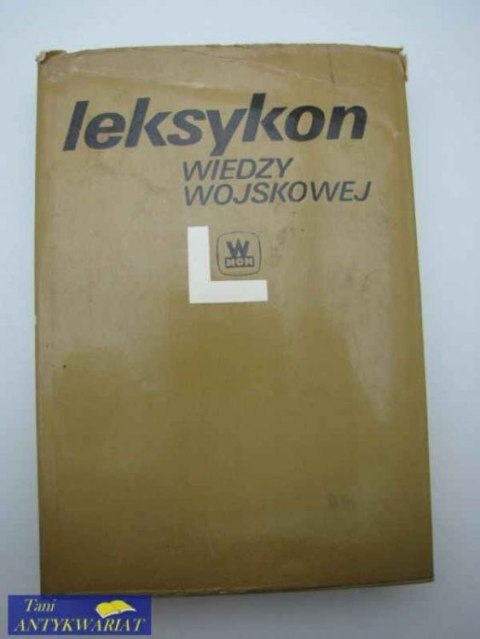 leksykon
WIEDZY
WOJSKOWEJ
L
W
MON
Tani
ANTYKWARIAT